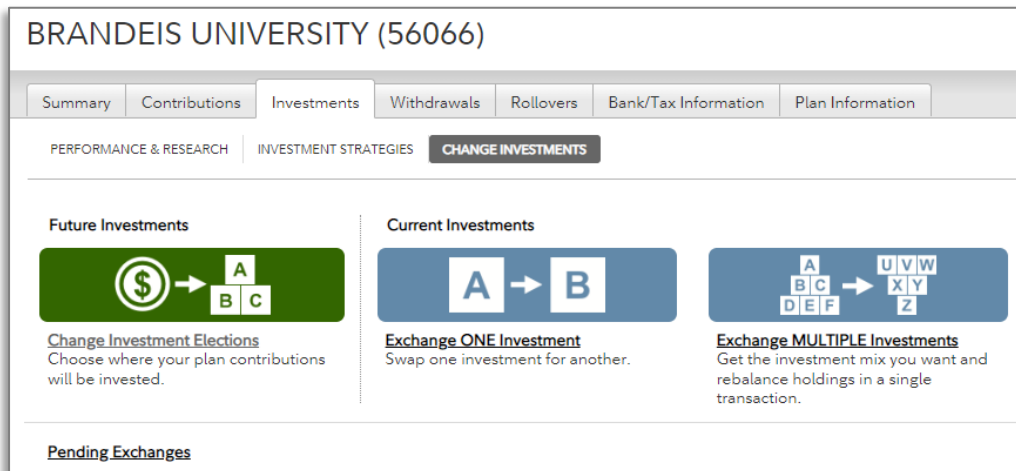 BRANDEIS UNIVERSITY (56066)
Summary Contributions Investments Withdrawals Rollovers Bank/Tax Information Plan Information
PERFORMANCE & RESEARCH INVESTMENT STRATEGIES CHANGE INVESTMENTS
Future Investments
$ A
B C
Change Investment Elections
Choose where your plan contributions
will be invested.
Current Investments
A B
Exchange ONE Investment
Swap one investment for another.
A U V W
B C X Y
D E F Z
Exchange MULTIPLE Investments
Get the investment mix you want and
rebalance holdings in a single
transaction.
Pending Exchanges